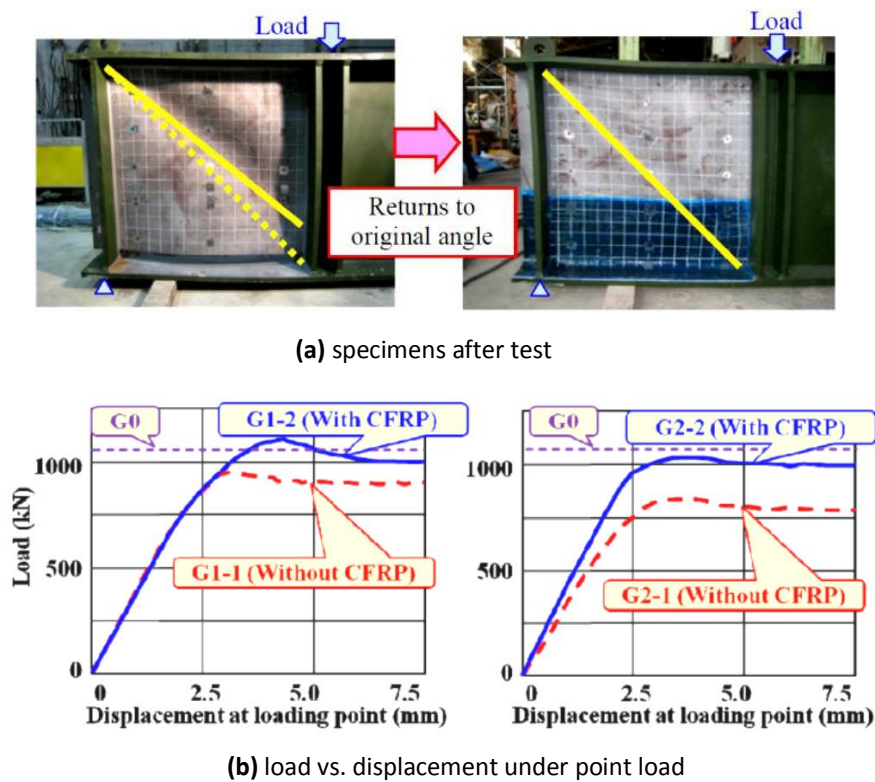 Load
Load
Returns to
original angle
(a) specimens after test
G0
G1-2 (With CFRP)
1000
500
0
Load (kN)
G1-1 (Without CFRP)
0 2.5 5.0 7.5
Displacement at loading point (mm)
G0
G2-2 (With CFRP)
1000
500
0
G2-1 (Without CFRP)
0 2.5 5.0 7.5
Displacement at loading point (mm)
(b) load vs. displacement under point load